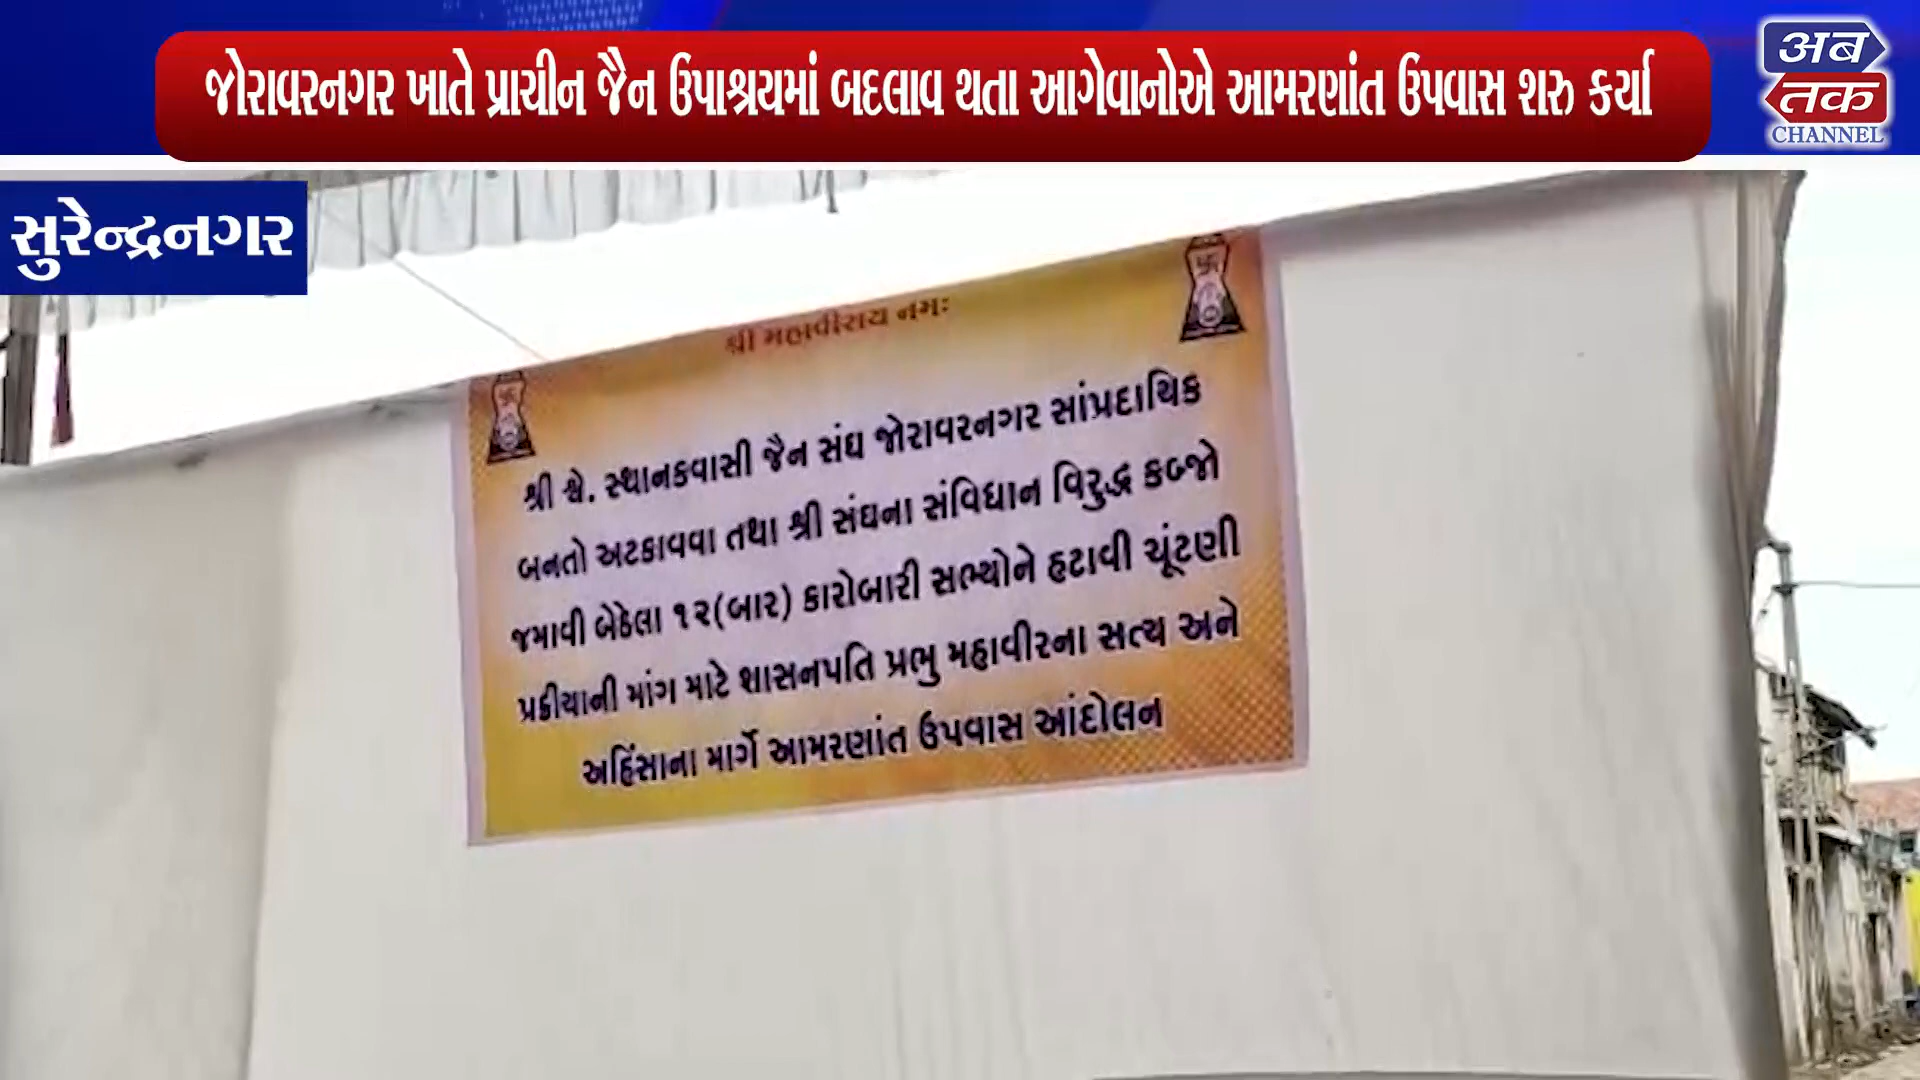 જોરાવરનગર ખાતે પ્રાચીન જૈન ઉપાશ્રયમાં બદલાવ થતા આગેવાનોએ આમરણાંત ઉપવાસ શરુ કર્યા
अब
तक
CHANNEL
સુરેન્દ્રનગર
શ્રી મહાવીરાય નમઃ
શ્રી શ્વે. સ્થાનકવાસી જૈન સંઘ જોરાવરનગર સાંપ્રદાયિક
બનતો અટકાવવા તથા શ્રી સંઘના સંવિધાન વિરુદ્ધ કબ્જો
જમાવી બેઠેલા ૧૨(બાર) કારોબારી સભ્યોને હટાવી ચૂંટણી
પ્રકીયાની માંગ માટે શાસનપતિ પ્રભુ મહાવીરના સત્ય અને
અહિંસાના માર્ગે આમરણાંત ઉપવાસ આંદોલન